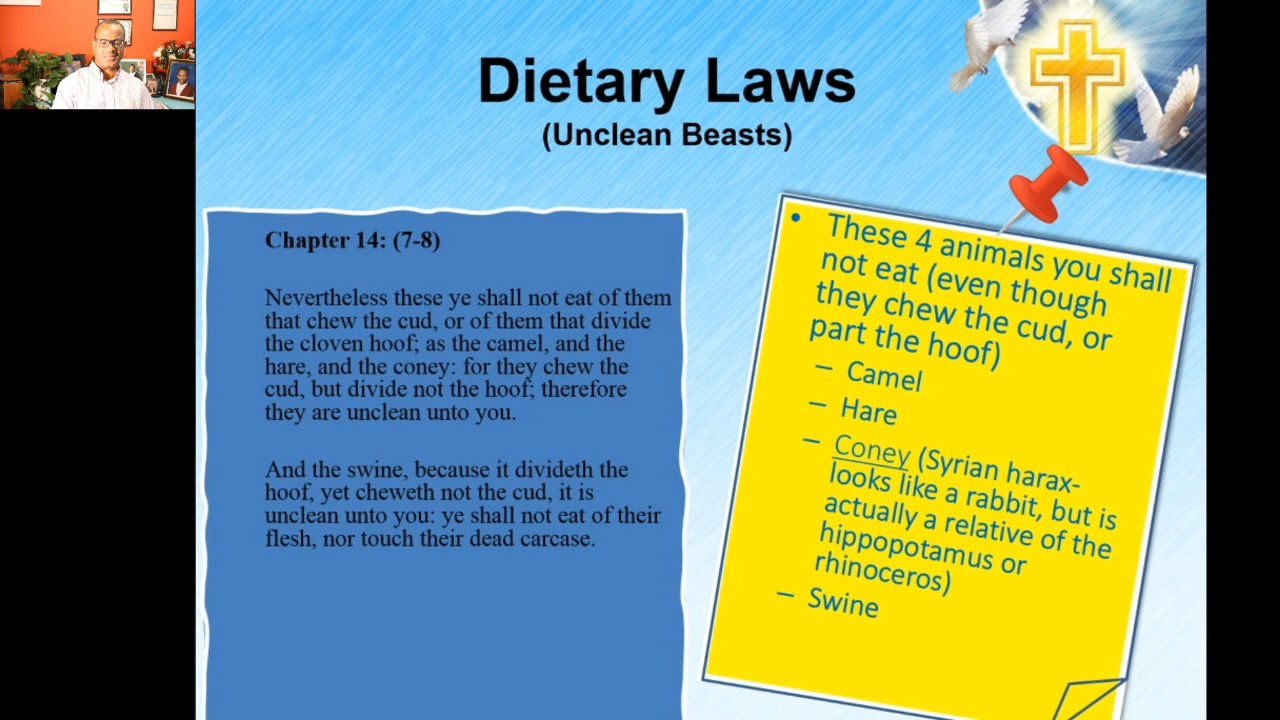 Dietary Laws
(Unclean Beasts)
Chapter 14: (7-8)
Nevertheless these ye shall not eat of them
that chew the cud, or of them that divide
the cloven hoof; as the camel, and the
hare, and the coney: for they chew the
cud, but divide not the hoof; therefore
they are unclean unto you.
And the swine, because it divideth the
hoof, yet cheweth not the cud, it is
unclean unto you: ye shall not eat of their
flesh, nor touch their dead carcase.
• These 4 animals you shall
not eat (even though
they chew the cud, or
part the hoof)
– Camel
– Hare
– Coney (Syrian harax-
looks like a rabbit, but is
actually a relative of the
hippopotamus or
rhinoceros)
– Swine